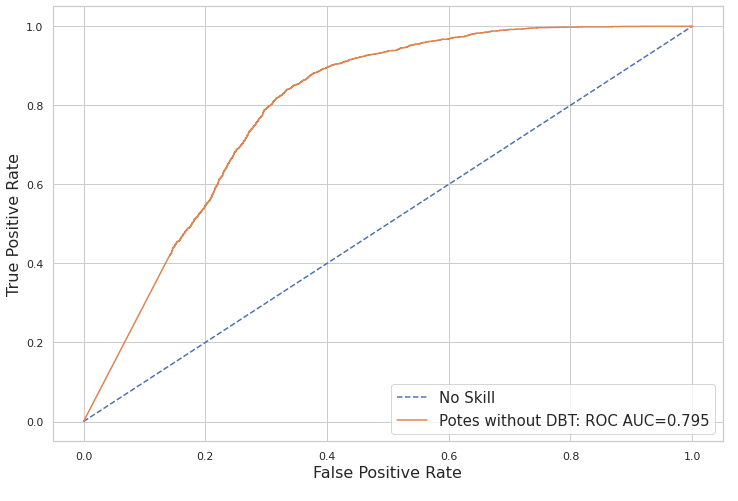 1.0
0.8
0.6
0.4
0.2
0.0
True Positive Rate
No Skill
Potes without DBT: ROC AUC=0.795
0.0 0.2 0.4 0.6 0.8 1.0
False Positive Rate